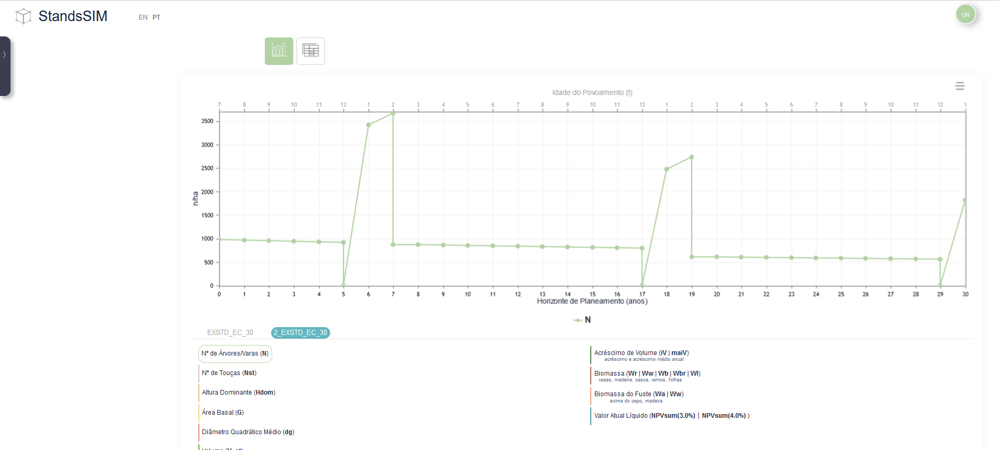 StandsSIM
EN PT
ON
Idade do Povoamento (t)
7 8 9 10 11 12 1 2 3 4 5 6 7 8 9 10 11 12 1 2 3 4 5 6 7 8 9 10 11 12 1
3500
3000
2500
2000
1500
1000
500
0
n/ha
0 1 2 3 4 5 6 7 8 9 10 11 12 13 14 15 16 17 18 19 20 21 22 23 24 25 26 27 28 29 30
Horizonte de Planeamento (anos)
N
EXSTD_EC_30 2_EXSTD_EC_30
Nº de Árvores/Varas (N)
Nº de Touças (Nst)
Altura Dominante (Hdom)
Área Basal (G)
Diâmetro Quadrático Médio (dg)
Acréscimo de Volume (iV | maiV)
acréscimo e acréscimo médio anual
Biomassa (Wr | Ww | Wb | Wbr | Wl)
raizes, madeira, casca, ramos, folhas
Biomassa do Fuste (Wa | Ww)
acima do cepo, madeira
Valor Atual Líquido (NPVsum(3.0%) | NPVsum(4.0%) )